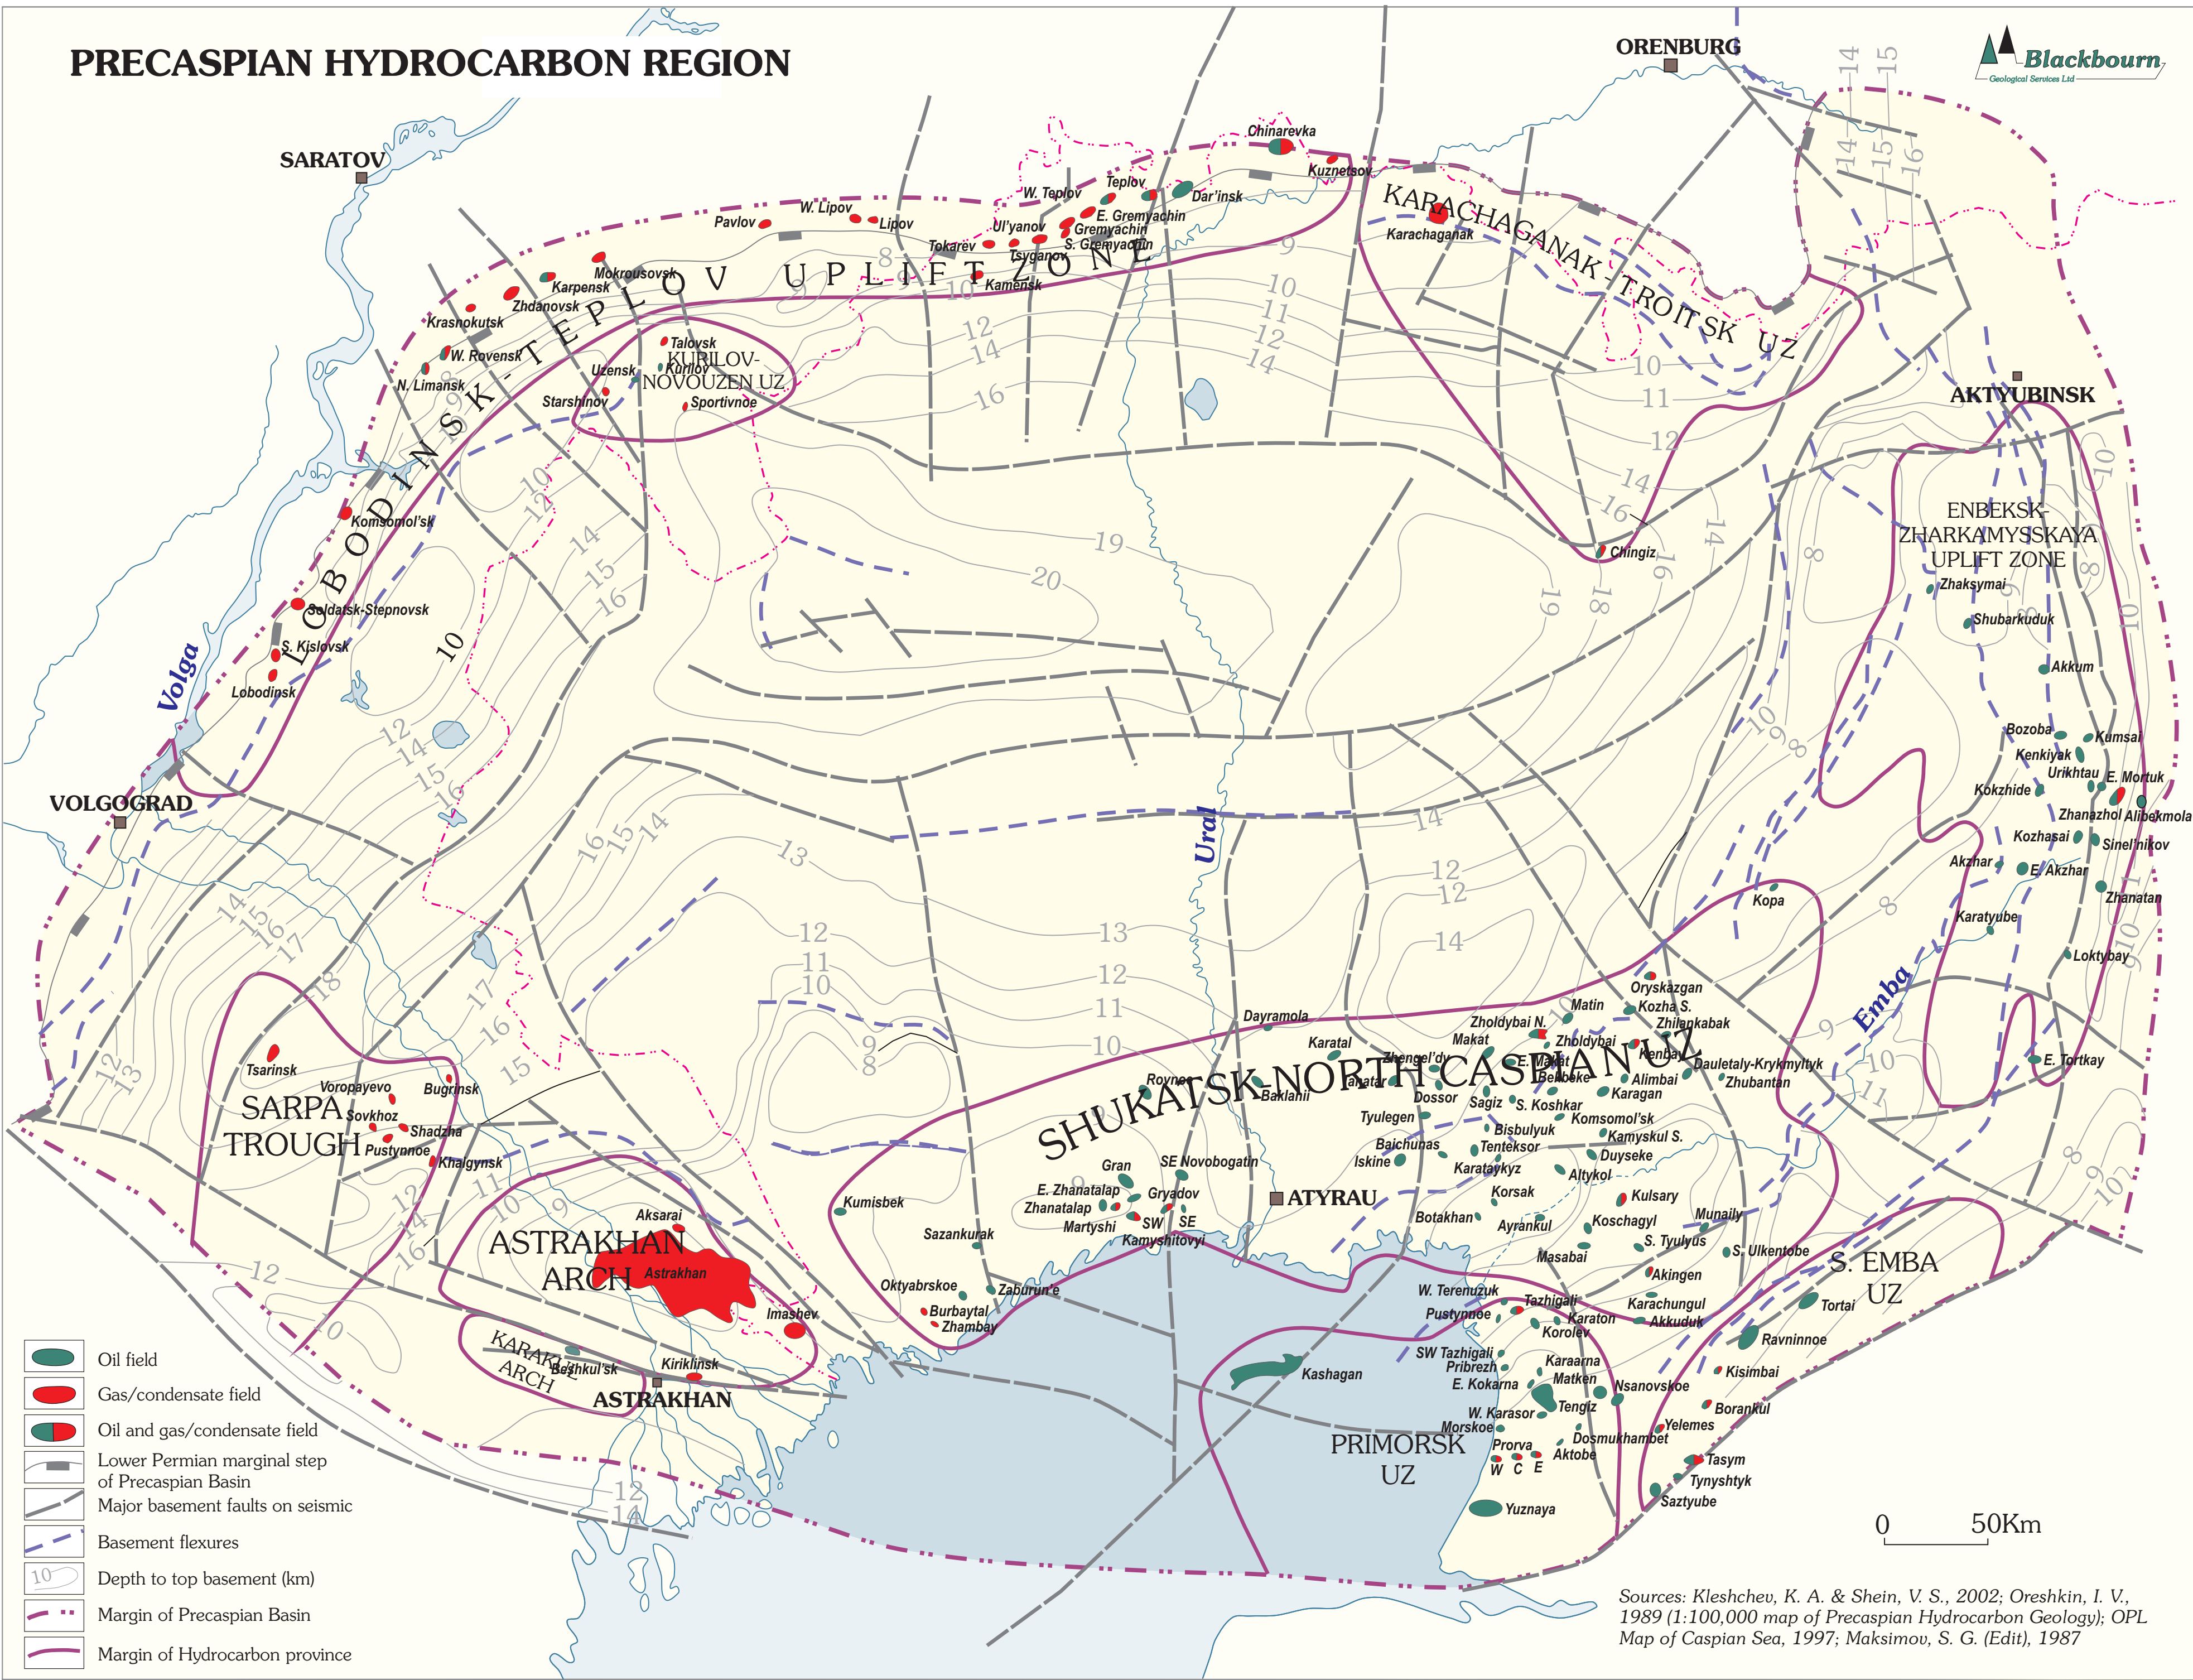 PRECASPIAN HYDROCARBON REGION
Blackbourn
Geological Services Ltd
ORENBURG
SARATOV
AKTYUBINSK
VOLGOGRAD
ATYRAU
ASTRAKHAN
Volga
Ural
Emba
LOBODINSK-TEPLOV UPLIFT ZONE
KARACHAGANAK-TROITSK UZ
KURILOV-
NOVOUZEN UZ
ENBEKSK-
ZHARKAMYSSKAYA
UPLIFT ZONE
SHUKATSK-NORTH CASPIAN UZ
SARPA
TROUGH
ASTRAKHAN
ARCH
KARAKUL
ARCH
PRIMORSK
UZ
S. EMBA
UZ
Chinarevka
Kuznetsov
Teplov
W. Teplov
Dar'insk
E. Gremyachin
Gremyachin
S. Gremyachin
Ul'yanov
Tokarev
Tsyganov
Kamensk
Pavlov
W. Lipov
Lipov
Mokrousovsk
Karpensk
Zhdanovsk
Krasnokutsk
W. Rovensk
N. Limansk
Talovsk
Kurilov
Uzensk
Starshinov
Sportivnoe
Komsomol'sk
Soldatsk-Stepnovsk
S. Kislovsk
Lobodinsk
Karachaganak
Chingiz
Zhaksymai
Shubarkuduk
Akkum
Bozoba
Kumsai
Kenkiyak
Urikhtau
E. Mortuk
Kokzhide
Zhanazhol
Alibekmola
Kozhasai
Sinel'nikov
Akzhar
E. Akzhar
Zhanatan
Karatyube
Loktybay
E. Tortkay
Kopa
Oryskazgan
Matin
Kozha S.
Zholdybai N.
Zhilankabak
Makat
Zholdybai
Kenbay
Dauletaly-Krykmyltyk
Zhubantan
Dayramola
Karatal
Zhengel'dy
E. Makat
Bekbeke
Alimbai
Karagan
Tanatar
Dossor
Sagiz
S. Koshkar
Baklanii
Roynoe
Tyulegen
Komsomol'sk
Bisbulyuk
Kamyskul S.
Baichunas
Tenteksor
Iskine
Duyseke
Karataykyz
Altykol
Gran
SE Novobogatin
E. Zhanatalap
Gryadov
Zhanatalap
Martyshi
SW
SE
Kamyshitovyi
Korsak
Kulsary
Botakhan
Ayrankul
Koschagyl
Munaily
Masabai
S. Tyulyus
S. Ulkentobe
Akingen
Kumisbek
Sazankurak
Oktyabrskoe
Zaburun'e
Burbaytal
Zhambay
W. Terenuzuk
Tazhigali
Karachungul
Pustynnoe
Karaton
Akkuduk
Korolev
SW Tazhigali
Pribrezh
Karaarna
E. Kokarna
Matken
Nsanovskoe
Tengiz
W. Karasor
Morskoe
Dosmukhambet
Prorva
Aktobe
W
C
E
Yuznaya
Kashagan
Tortai
Ravninnoe
Kisimbai
Borankul
Yelemes
Tasym
Tynyshtyk
Saztyube
Tsarinsk
Voropayevo
Bugrinsk
Sovkhoz
Shadzha
Pustynnoe
Khalgynsk
Aksarai
Astrakhan
Imashev
Beshkul'sk
Kiriklinsk
Oil field
Gas/condensate field
Oil and gas/condensate field
Lower Permian marginal step
of Precaspian Basin
Major basement faults on seismic
Basement flexures
10
Depth to top basement (km)
Margin of Precaspian Basin
Margin of Hydrocarbon province
0 50Km
Sources: Kleshchev, K. A. & Shein, V. S., 2002; Oreshkin, I. V.,
1989 (1:100,000 map of Precaspian Hydrocarbon Geology); OPL
Map of Caspian Sea, 1997; Maksimov, S. G. (Edit), 1987